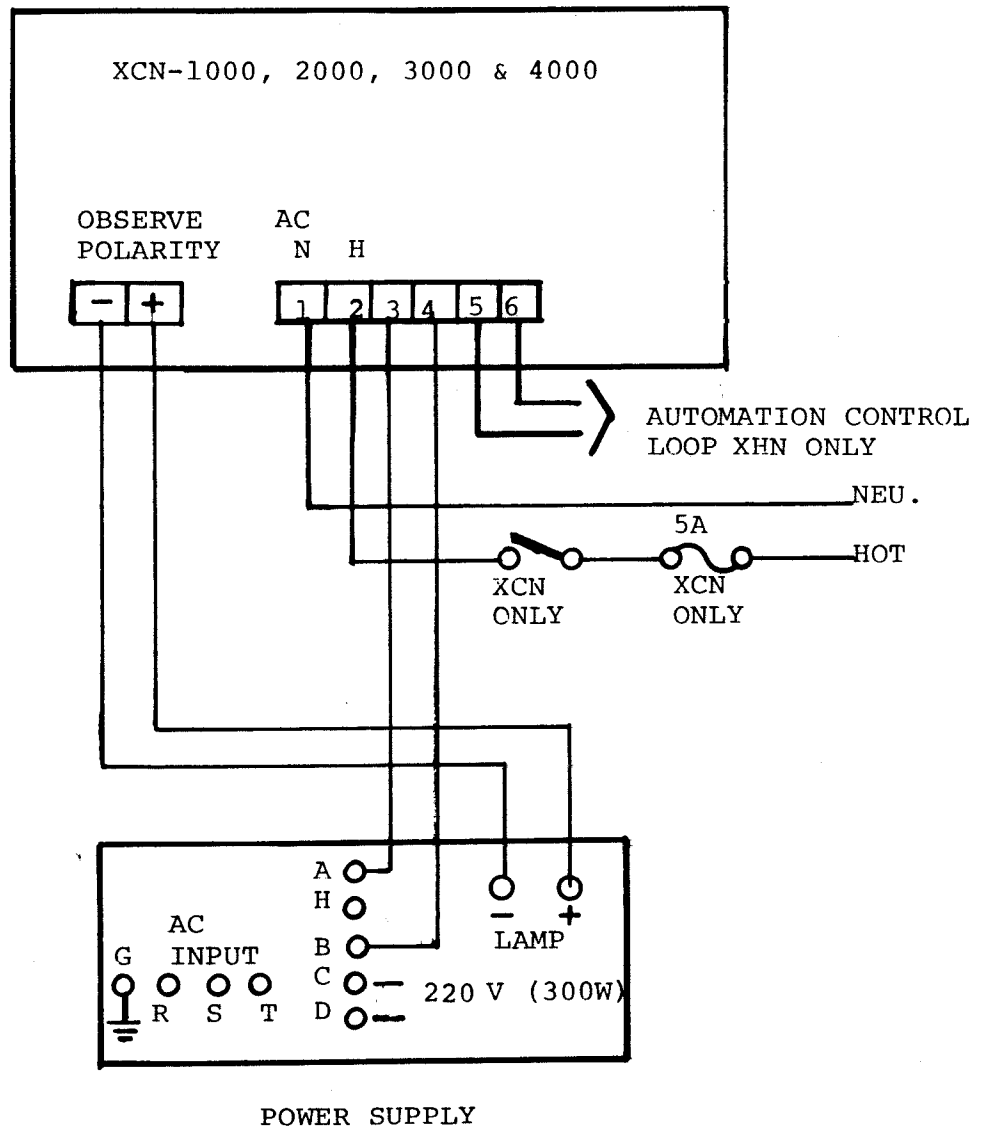 XCN-1000, 2000, 3000 & 4000
OBSERVE
POLARITY
AC
N H
- +
1 2 3 4 5 6
AUTOMATION CONTROL
LOOP XHN ONLY
NEU.
5A
HOT
XCN
ONLY
XCN
ONLY
A
H
B
C
D
- +
LAMP
AC
INPUT
G
R S T
220 V (300W)
POWER SUPPLY